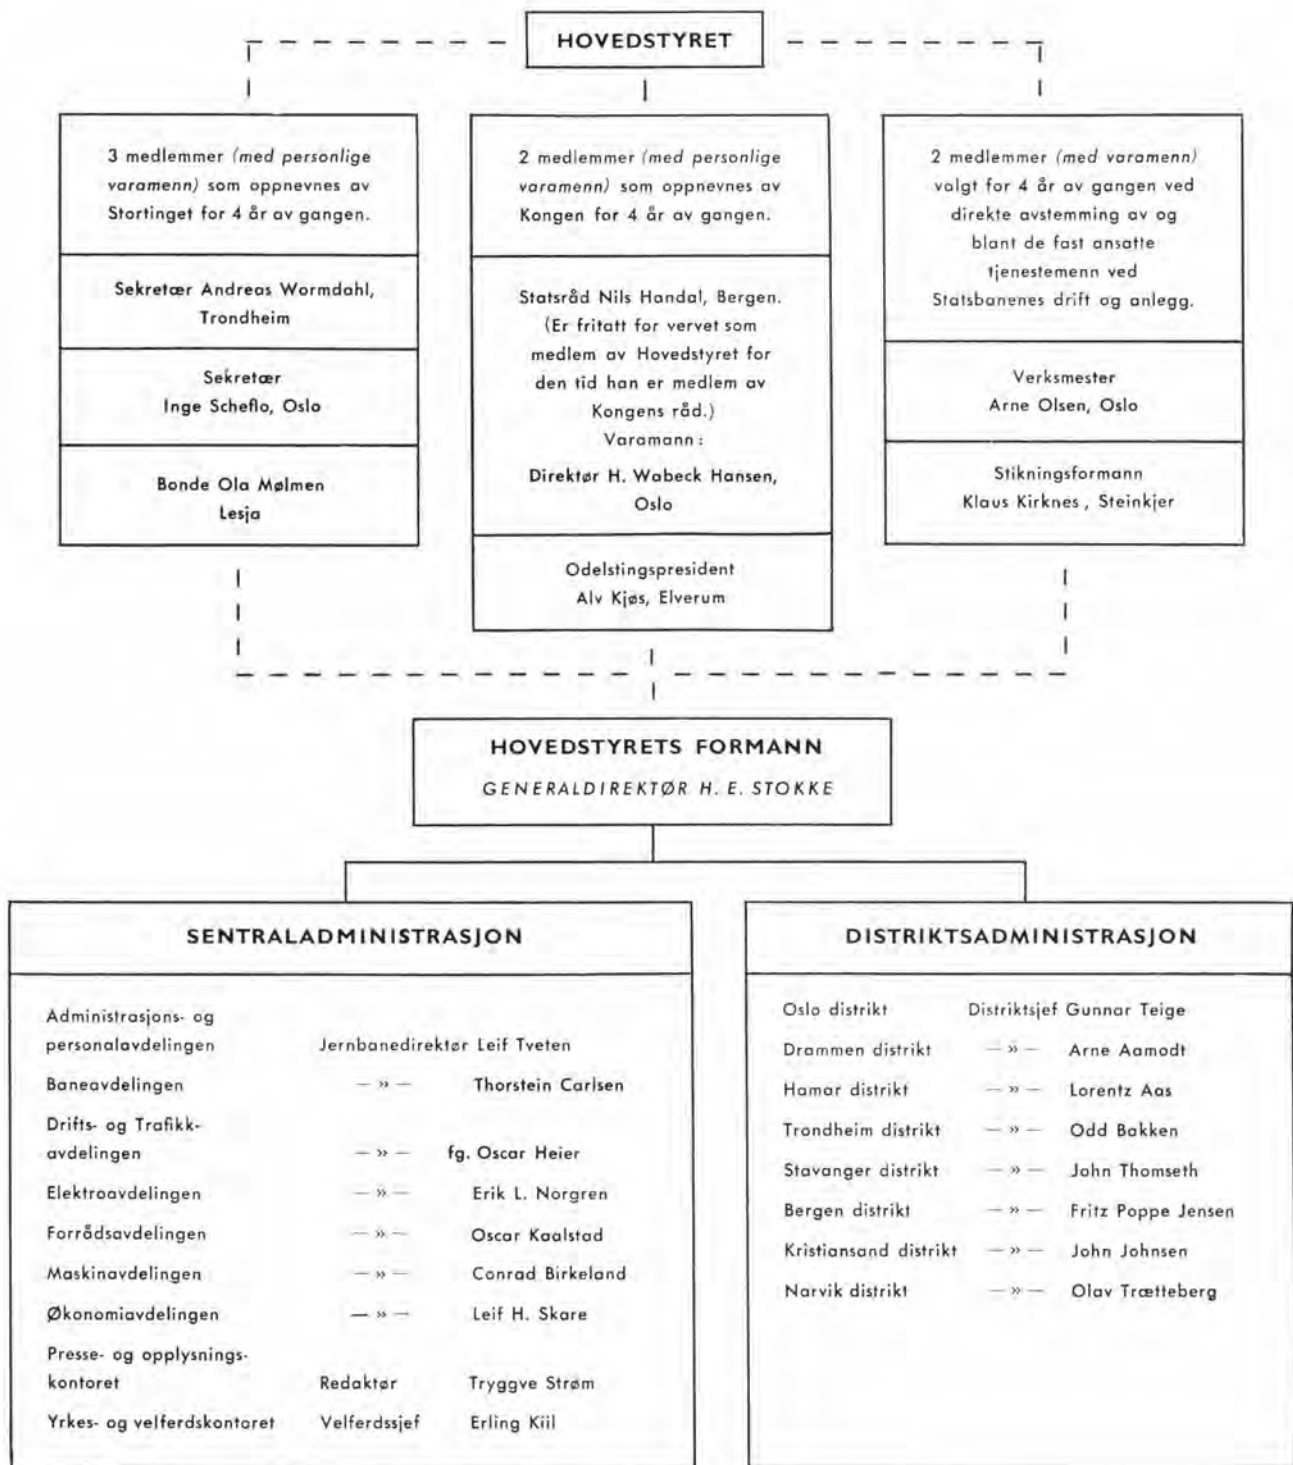 HOVEDSTYRET
3 medlemmer (med personlige
varamenn) som oppnevnes av
Stortinget for 4 år av gangen.
Sekretær Andreas Wormdahl,
Trondheim
Sekretær
Inge Scheflo, Oslo
Bonde Ola Mølmen
Lesja
2 medlemmer (med personlige
varamenn) som oppnevnes av
Kongen for 4 år av gangen.
Statsråd Nils Handal, Bergen.
(Er fritatt for vervet som
medlem av Hovedstyret for
den tid han er medlem av
Kongens råd.)
Varamann:
Direktør H. Wabeck Hansen,
Oslo
Odelstingspresident
Alv Kjøs, Elverum
2 medlemmer (med varamenn)
valgt for 4 år av gangen ved
direkte avstemming av og
blant de fast ansatte
tjenestemenn ved
Statsbanenes drift og anlegg.
Verksmester
Arne Olsen, Oslo
Stikningsformann
Klaus Kirknes, Steinkjer
HOVEDSTYRETS FORMANN
GENERALDIREKTØR H. E. STOKKE
SENTRALADMINISTRASJON
Administrasjons- og
personalavdelingen Jernbanedirektør Leif Tveten
Baneavdelingen — » — Thorstein Carlsen
Drifts- og Trafikk-
avdelingen — » — fg. Oscar Heier
Elektroavdelingen — » — Erik L. Norgren
Forrådsavdelingen — » — Oscar Kaalstad
Maskinavdelingen — » — Conrad Birkeland
Økonomiavdelingen — » — Leif H. Skare
Presse- og opplysnings-
kontoret Redaktør Tryggve Strøm
Yrkes- og velferdskontoret Velferdssjef Erling Kiil
DISTRIKTSADMINISTRASJON
Oslo distrikt Distriktsjef Gunnar Teige
Drammen distrikt — » — Arne Aamodt
Hamar distrikt — » — Lorentz Aas
Trondheim distrikt — » — Odd Bakken
Stavanger distrikt — » — John Thomseth
Bergen distrikt — » — Fritz Poppe Jensen
Kristiansand distrikt — » — John Johnsen
Narvik distrikt — » — Olav Trætteberg